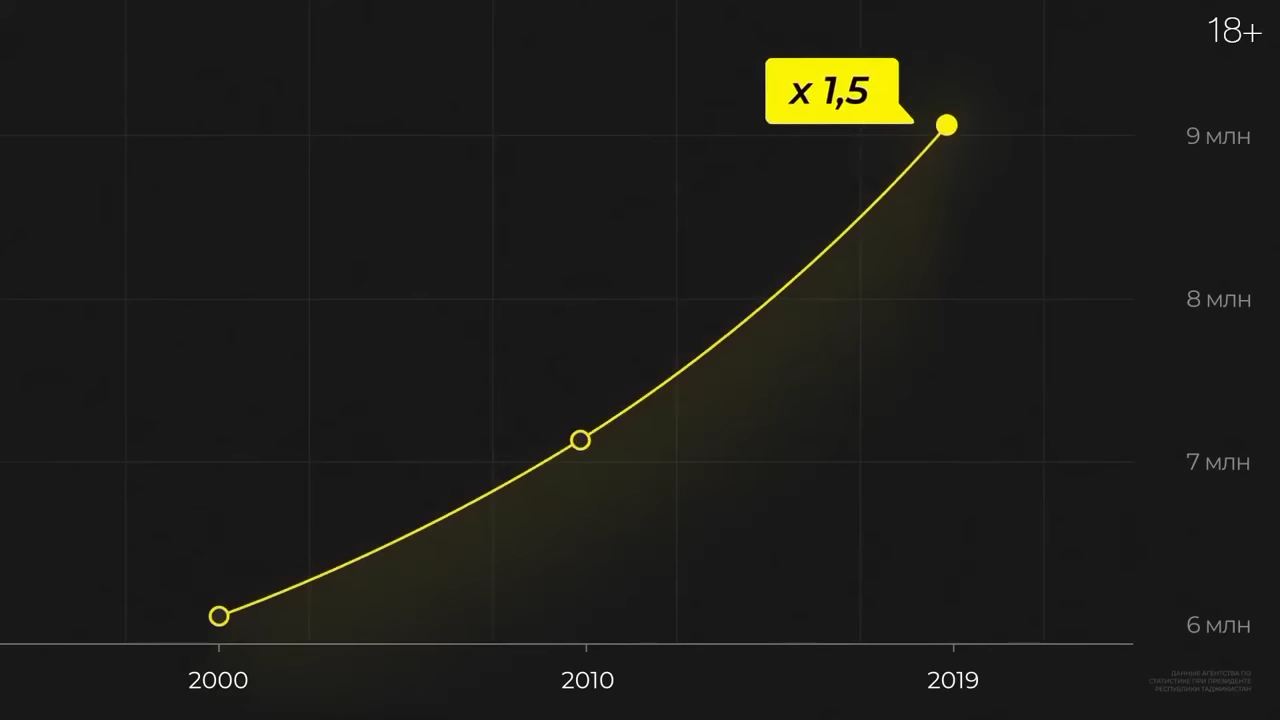 18+
x 1,5
9 млн
8 млн
7 млн
6 млн
2000
2010
2019
ДАННЫЕ АГЕНТСТВА ПО
СТАТИСТИКЕ ПРИ ПРЕЗИДЕНТЕ
РЕСПУБЛИКИ ТАДЖИКИСТАН